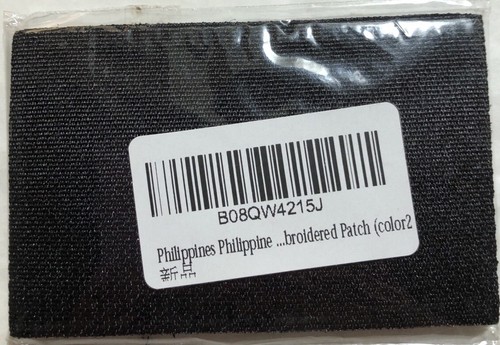 B08QW4215J
Philippines Philippine ...broidered Patch (color2
新品